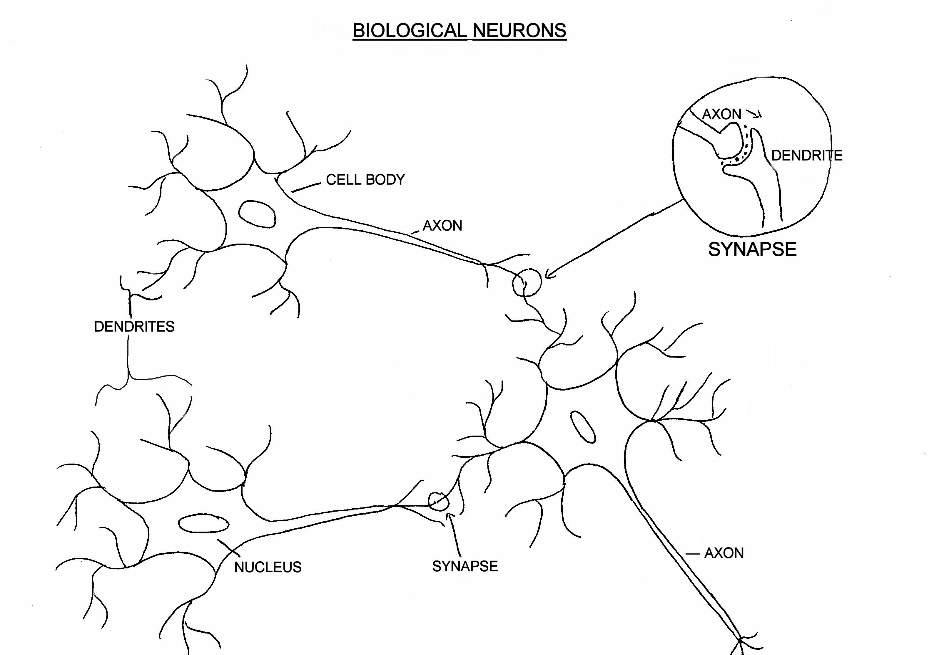 BIOLOGICAL NEURONS
AXON
DENDRITE
SYNAPSE
CELL BODY
AXON
DENDRITES
NUCLEUS
SYNAPSE
AXON